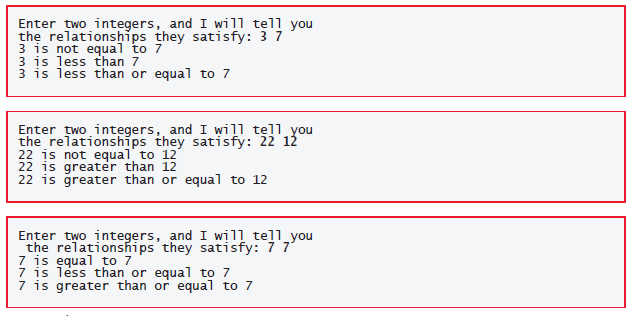 Enter two integers, and I will tell you
the relationships they satisfy: 3 7
3 is not equal to 7
3 is less than 7
3 is less than or equal to 7
Enter two integers, and I will tell you
the relationships they satisfy: 22 12
22 is not equal to 12
22 is greater than 12
22 is greater than or equal to 12
Enter two integers, and I will tell you
the relationships they satisfy: 7 7
7 is equal to 7
7 is less than or equal to 7
7 is greater than or equal to 7